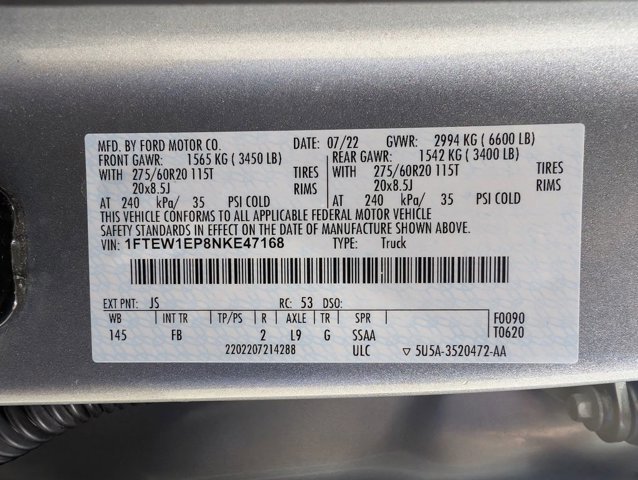 MFD. BY FORD MOTOR CO. DATE: 07/22 GVWR: 2994 KG ( 6600 LB)
FRONT GAWR: 1565 KG ( 3450 LB) REAR GAWR: 1542 KG ( 3400 LB)
WITH 275/60R20 115T TIRES WITH 275/60R20 115T TIRES
20x8.5J RIMS 20x8.5J RIMS
AT 240 kPa/ 35 PSI COLD AT 240 kPa/ 35 PSI COLD
THIS VEHICLE CONFORMS TO ALL APPLICABLE FEDERAL MOTOR VEHICLE
SAFETY STANDARDS IN EFFECT ON THE DATE OF MANUFACTURE SHOWN ABOVE.
VIN: 1FTEW1EP8NKE47168 TYPE: Truck
EXT PNT: JS RC: 53 DSO:
WB INT TR TP/PS R AXLE TR SPR F0090
145 FB 2 L9 G SSAA T0620
2202207214288 ULC ▽ 5U5A-3520472-AA